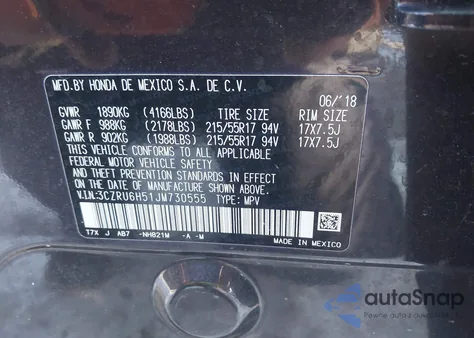 MFD.BY HONDA DE MEXICO S.A. DE C.V.
06/'18
GVWR 1890KG (4166LBS) TIRE SIZE RIM SIZE
GAWR F 988KG (2178LBS) 215/55R17 94V 17X7.5J
GAWR R 902KG (1988LBS) 215/55R17 94V 17X7.5J
THIS VEHICLE CONFORMS TO ALL APPLICABLE
FEDERAL MOTOR VEHICLE SAFETY
AND THEFT PREVENTION STANDARDS IN EFFECT ON
THE DATE OF MANUFACTURE SHOWN ABOVE.
V.I.N:3CZRU6H51JM730555 TYPE: MPV
T7X J AB7 -NH821M -A -M
MADE IN MEXICO
autoSnap
Pewne auta z aukcji